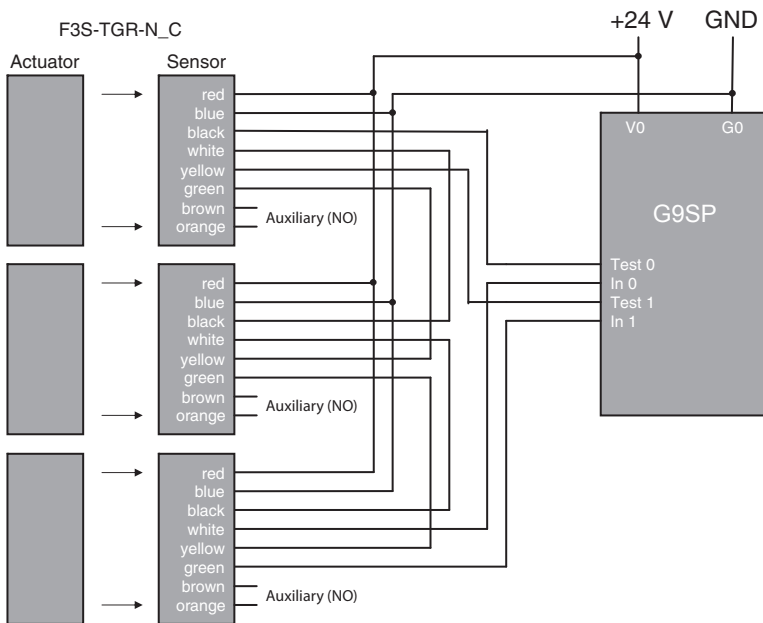 +24 V GND
F3S-TGR-N_C
Actuator Sensor
red
blue
black
white
yellow
green
brown
orange
Auxiliary (NO)
red
blue
black
white
yellow
green
brown
orange
Auxiliary (NO)
red
blue
black
white
yellow
green
brown
orange
Auxiliary (NO)
V0 G0
G9SP
Test 0
In 0
Test 1
In 1